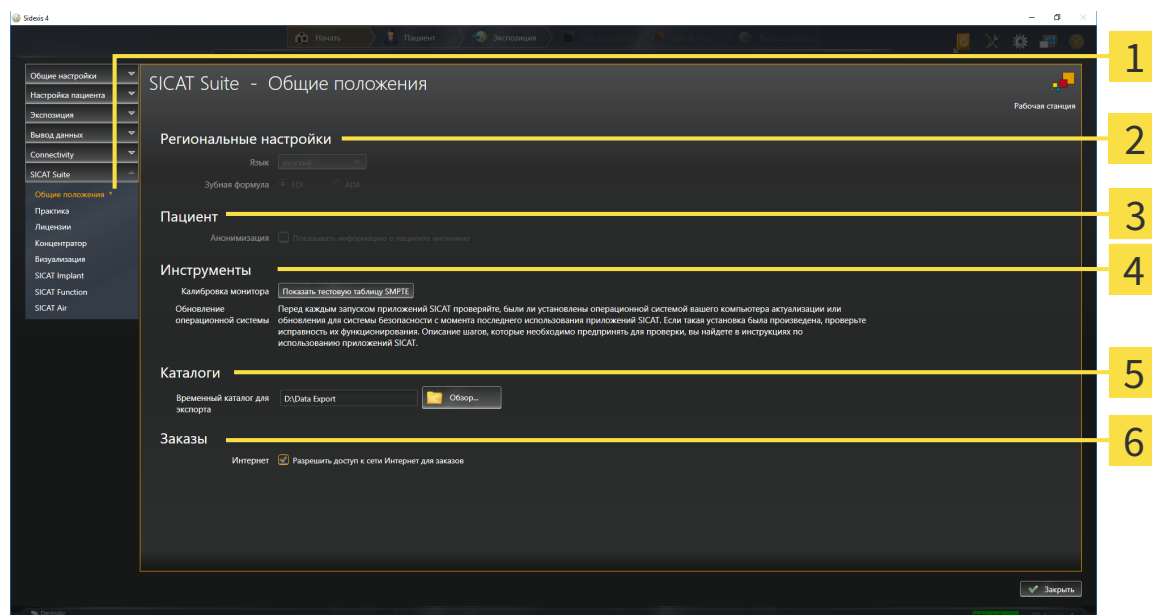 Sidexis 4
Начать
Пациент
Экспозиция
1
Общие настройки
Настройка пациента
Экспозиция
Вывод данных
Connectivity
SICAT Suite
Общие положения *
Практика
Лицензии
Концентратор
Визуализация
SICAT Implant
SICAT Function
SICAT Air
SICAT Suite - Общие положения
Рабочая станция
Региональные настройки
2
Язык
русский
Зубная формула
FDI
ADA
Пациент
3
Анонимизация
Показывать информацию о пациенте анонимно
Инструменты
4
Калибровка монитора
Показать тестовую таблицу SMPTE
Обновление
операционной системы
Перед каждым запуском приложений SICAT проверяйте, были ли установлены операционной системой вашего компьютера актуализации или
обновления для системы безопасности с момента последнего использования приложений SICAT. Если такая установка была произведена, проверьте
исправность их функционирования. Описание шагов, которые необходимо предпринять для проверки, вы найдете в инструкциях по
использованию приложений SICAT.
Каталоги
5
Временный каталог для
экспорта
D:\Data Export
Обзор...
Заказы
6
Интернет
Разрешить доступ к сети Интернет для заказов
Закрыть